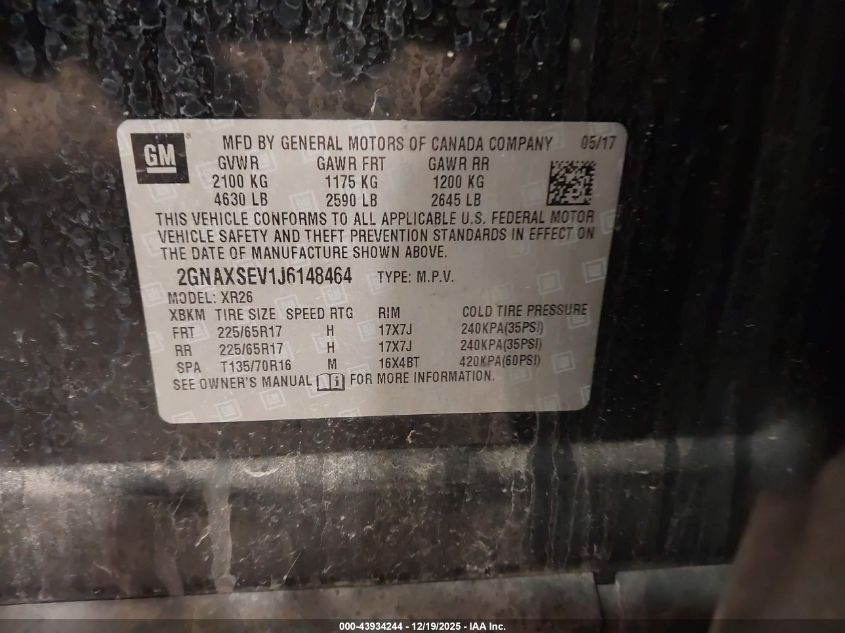 GM
MFD BY GENERAL MOTORS OF CANADA COMPANY 05/17
GVWR GAWR FRT GAWR RR
2100 KG 1175 KG 1200 KG
4630 LB 2590 LB 2645 LB
THIS VEHICLE CONFORMS TO ALL APPLICABLE U.S. FEDERAL MOTOR
VEHICLE SAFETY AND THEFT PREVENTION STANDARDS IN EFFECT ON
THE DATE OF MANUFACTURE SHOWN ABOVE.
2GNAXSEV1J6148464 TYPE: M.P.V.
MODEL: XR26
XBKM TIRE SIZE SPEED RTG RIM COLD TIRE PRESSURE
FRT 225/65R17 H 17X7J 240KPA(35PSI)
RR 225/65R17 H 17X7J 240KPA(35PSI)
SPA T135/70R16 M 16X4BT 420KPA(60PSI)
SEE OWNER'S MANUAL FOR MORE INFORMATION.
000-43934244 - 12/19/2025 - IAA Inc.